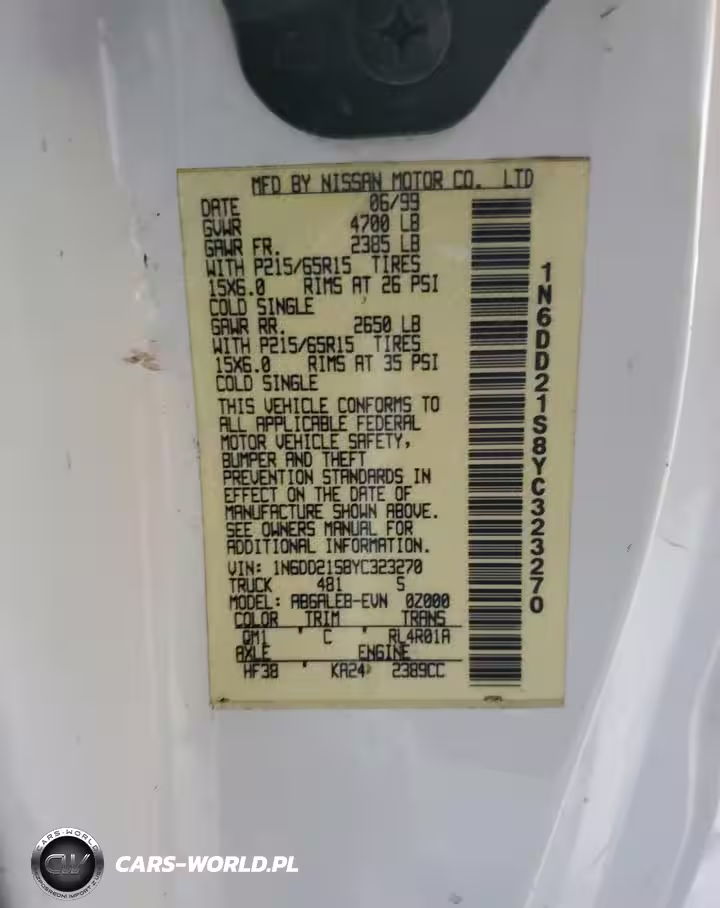 MFD BY NISSAN MOTOR CO. LTD
DATE 06/99
GVWR 4700 LB
GAWR FR. 2385 LB
WITH P215/65R15 TIRES
15X6.0 RIMS AT 26 PSI
COLD SINGLE
GAWR RR. 2650 LB
WITH P215/65R15 TIRES
15X6.0 RIMS AT 35 PSI
COLD SINGLE
THIS VEHICLE CONFORMS TO
ALL APPLICABLE FEDERAL
MOTOR VEHICLE SAFETY,
BUMPER AND THEFT
PREVENTION STANDARDS IN
EFFECT ON THE DATE OF
MANUFACTURE SHOWN ABOVE.
SEE OWNERS MANUAL FOR
ADDITIONAL INFORMATION.
VIN: 1N6DD21S8YC323270
TRUCK 481 S
MODEL: ABGALEB-EVN 0Z000
COLOR TRIM TRANS
QM1 ' C ' RL4R01A
AXLE ENGINE
HF38 ' KA24 2389CC
1N6DD21S8YC323270
CARS-WORLD
CW
CARS-WORLD.PL